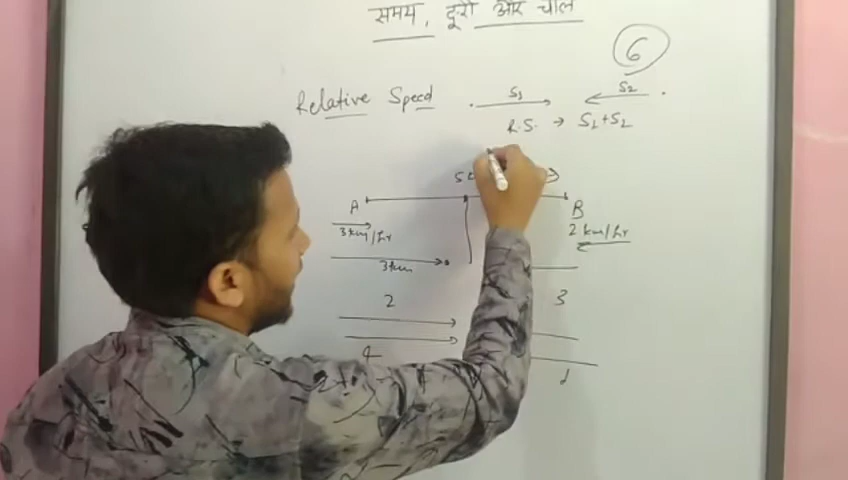 समय, दूरी और चाल
6
Relative Speed
S1
S2
R.S. → S1+S2
A
B
3km/hr
2 km/hr
3km
2
3
4
1